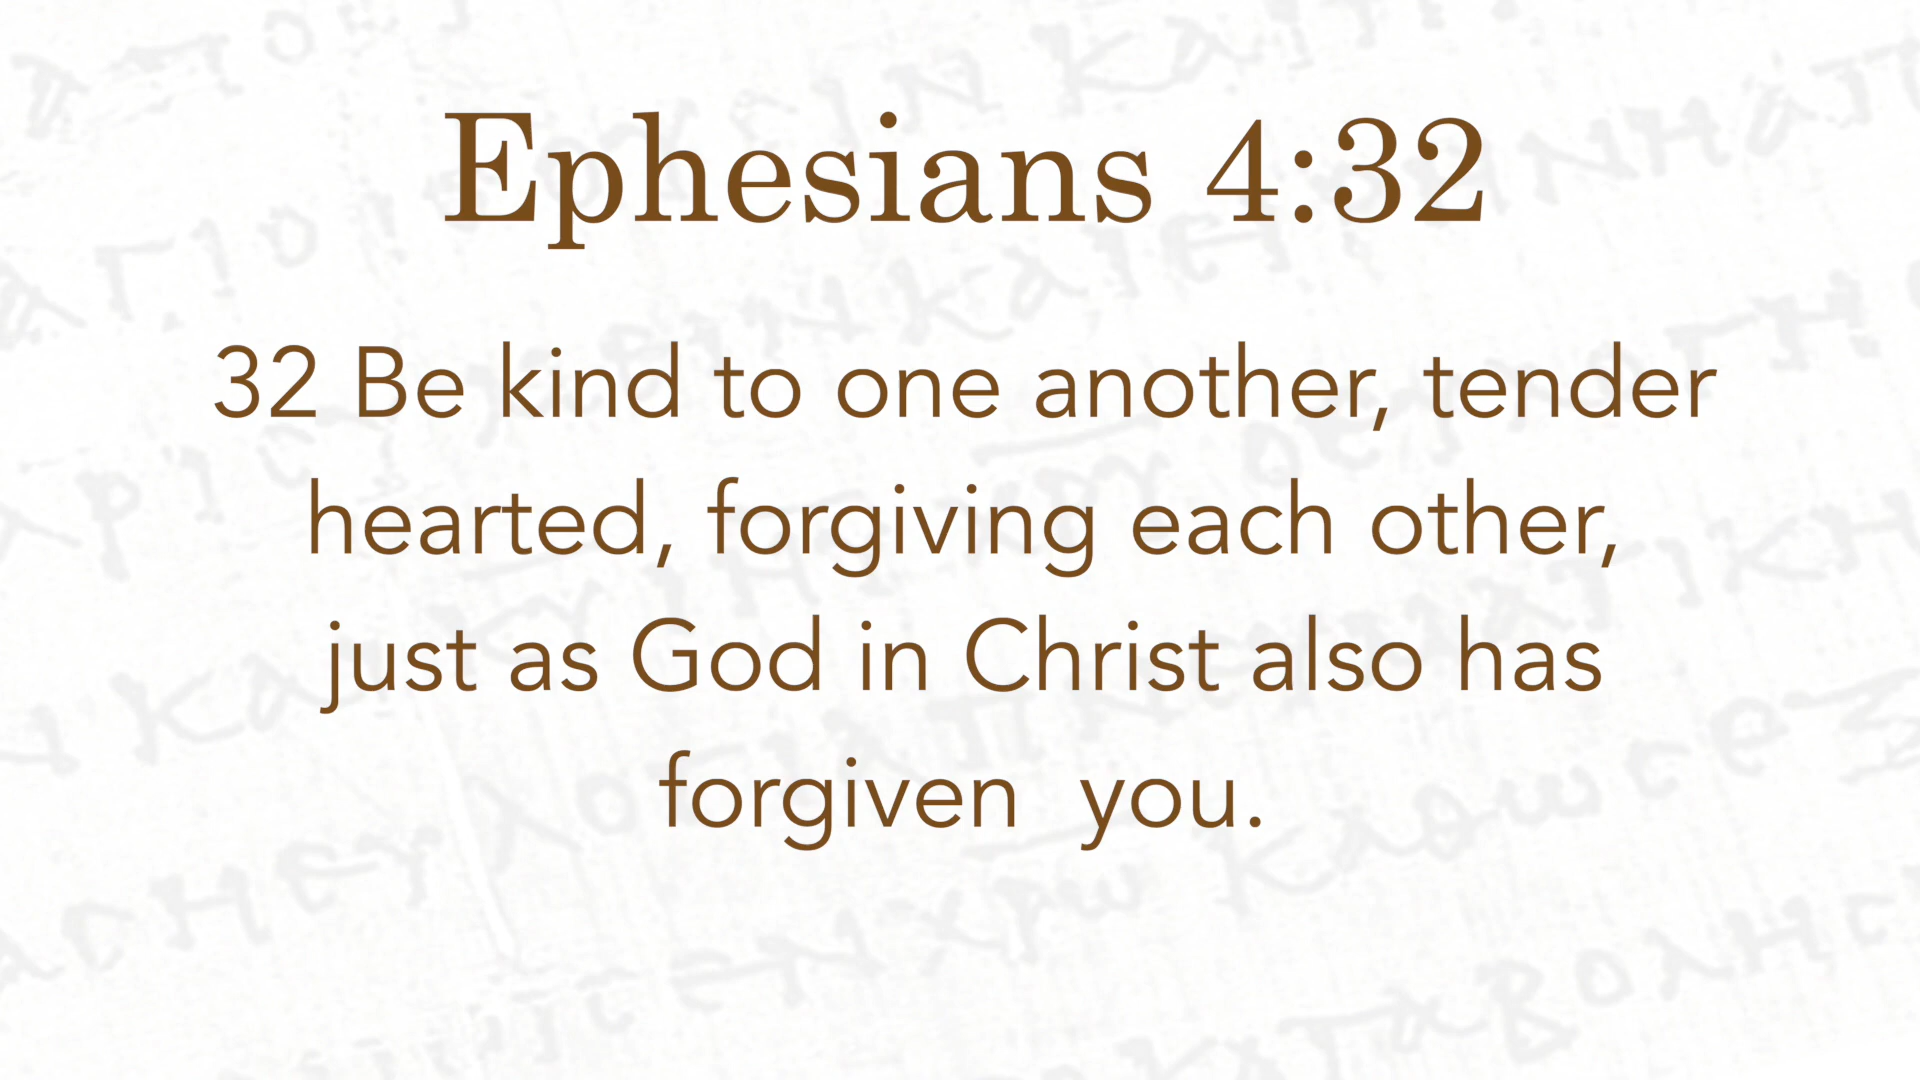 Ephesians 4:32
32 Be kind to one another, tender
hearted, forgiving each other,
just as God in Christ also has
forgiven  you.